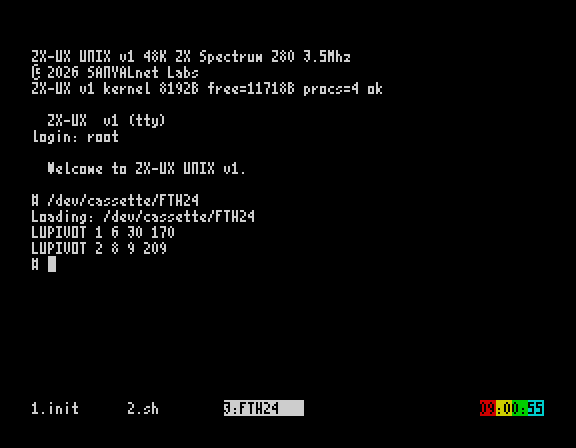 ZX-UX UNIX v1 48K ZX Spectrum Z80 3.5Mhz
© 2026 SANYALnet Labs
ZX-UX v1 kernel 8192B free=11718B procs=4 ok
ZX-UX v1 (tty)
login: root
Welcome to ZX-UX UNIX v1.
# /dev/cassette/FTH24
Loading: /dev/cassette/FTH24
LUPIVOT 1 6 30 170
LUPIVOT 2 8 9 209
#
1.init 2.sh 3.FTH24 09:00:55